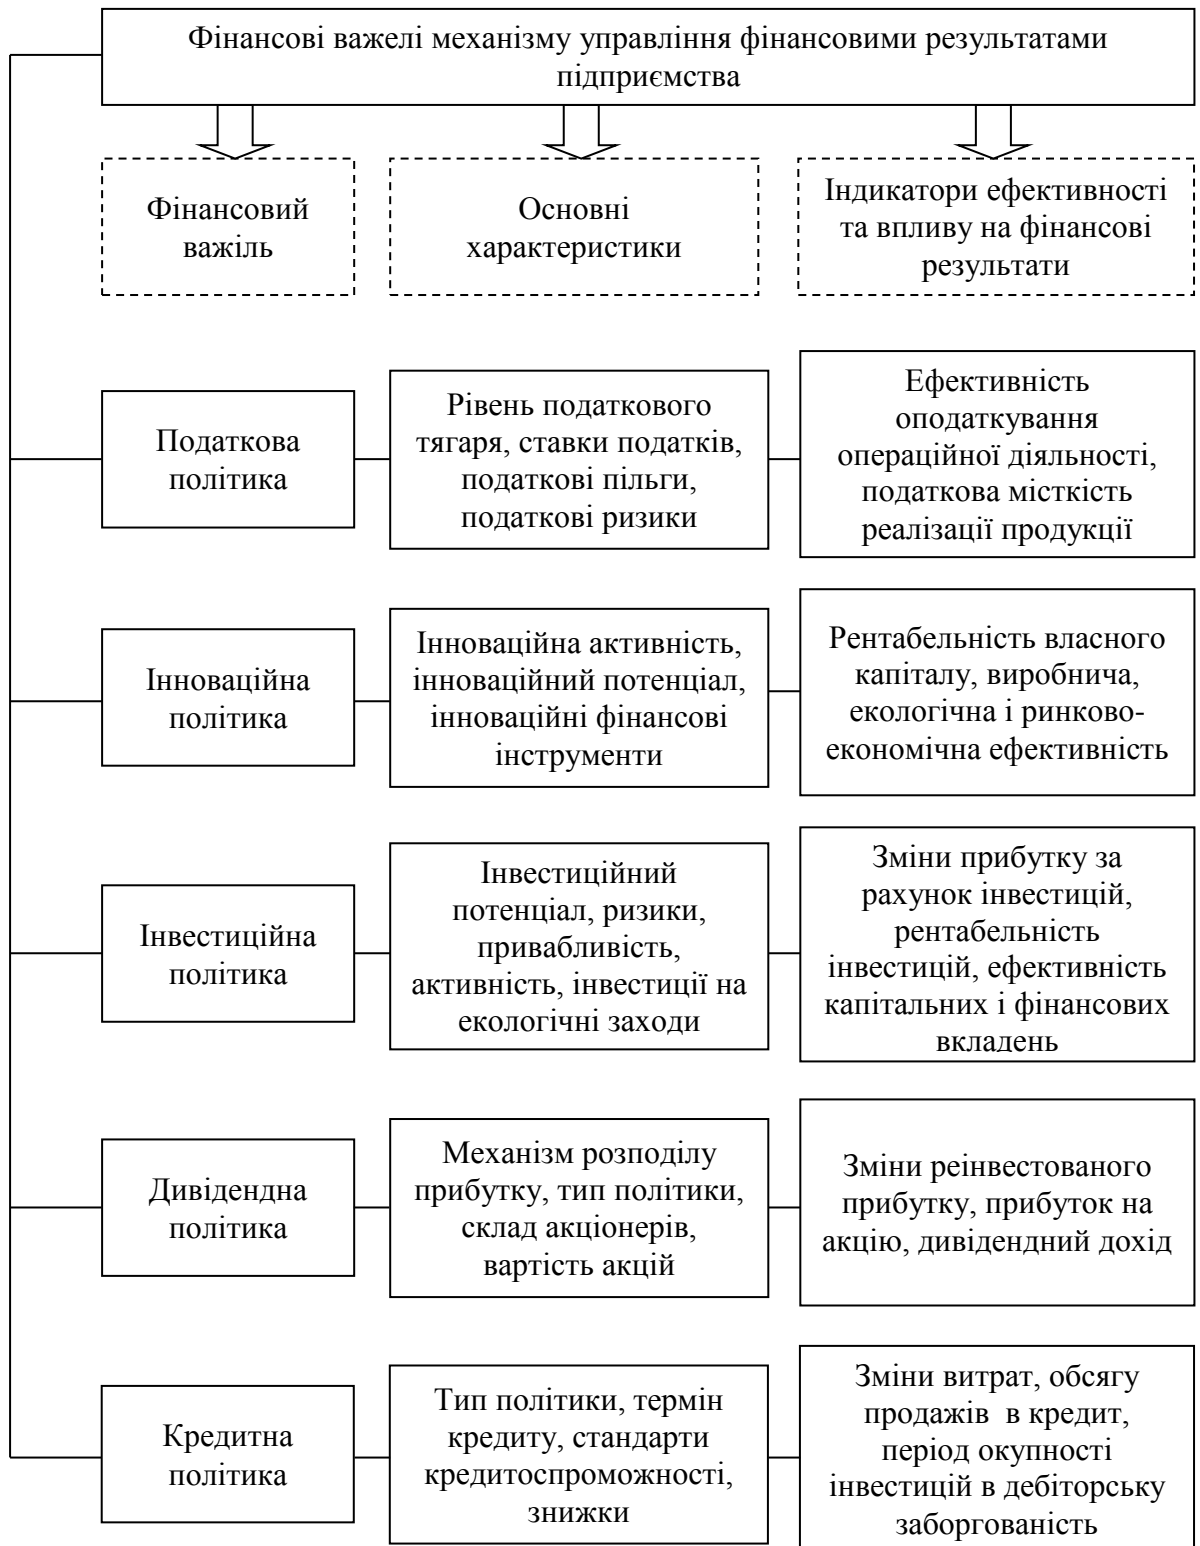 Фінансові важелі механізму управління фінансовими результатами
підприємства
Фінансовий
важіль
Основні
характеристики
Індикатори ефективності
та впливу на фінансові
результати
Податкова
політика
Рівень податкового
тягаря, ставки податків,
податкові пільги,
податкові ризики
Ефективність
оподаткування
операційної діяльності,
податкова місткість
реалізації продукції
Інноваційна
політика
Інноваційна активність,
інноваційний потенціал,
інноваційні фінансові
інструменти
Рентабельність власного
капіталу, виробнича,
екологічна і ринково-
економічна ефективність
Інвестиційна
політика
Інвестиційний
потенціал, ризики,
привабливість,
активність, інвестиції на
екологічні заходи
Зміни прибутку за
рахунок інвестицій,
рентабельність
інвестицій, ефективність
капітальних і фінансових
вкладень
Дивідендна
політика
Механізм розподілу
прибутку, тип політики,
склад акціонерів,
вартість акцій
Зміни реінвестованого
прибутку, прибуток на
акцію, дивідендний дохід
Кредитна
політика
Тип політики, термін
кредиту, стандарти
кредитоспроможності,
знижки
Зміни витрат, обсягу
продажів  в кредит,
період окупності
інвестицій в дебіторську
заборгованість